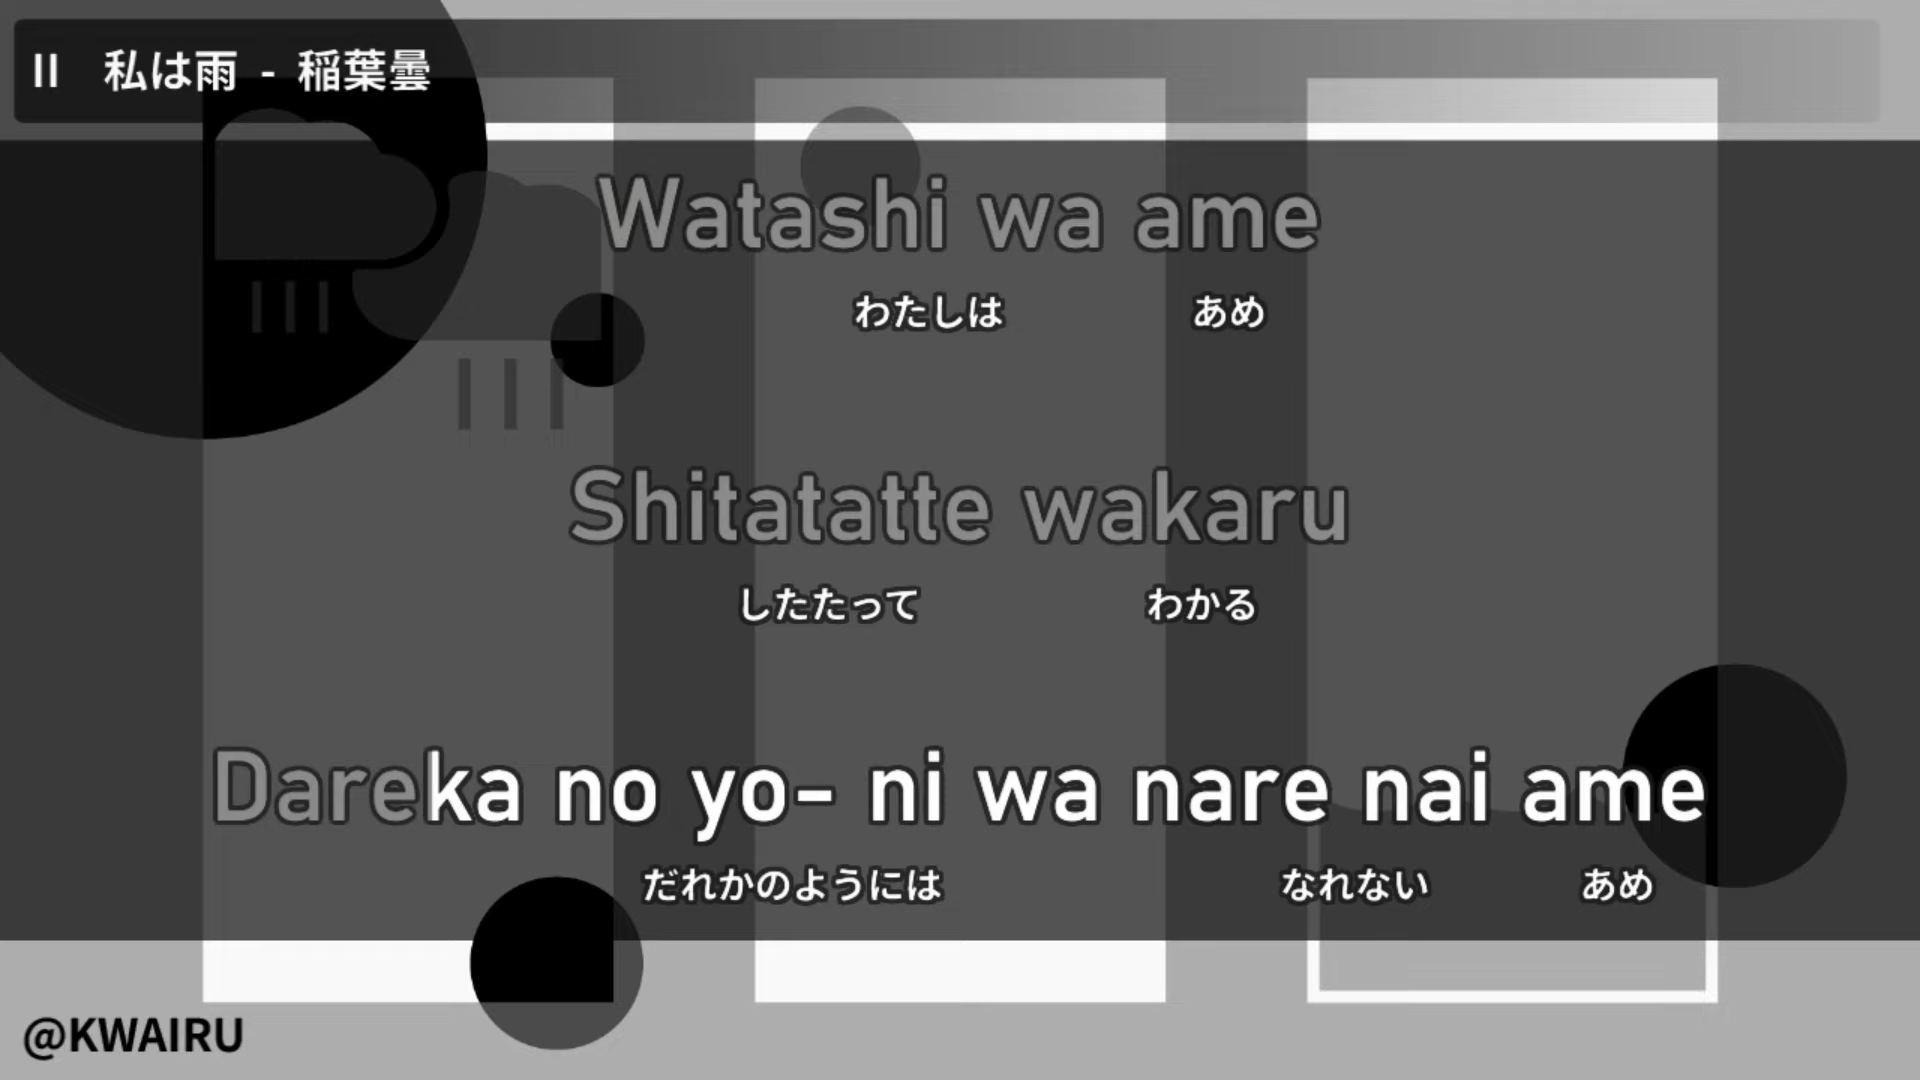 私は雨 - 稲葉曇
Watashi wa ame
わたしは あめ
Shitatatte wakaru
したたって わかる
Dareka no yo- ni wa nare nai ame
だれかのようには なれない あめ
@KWAIRU